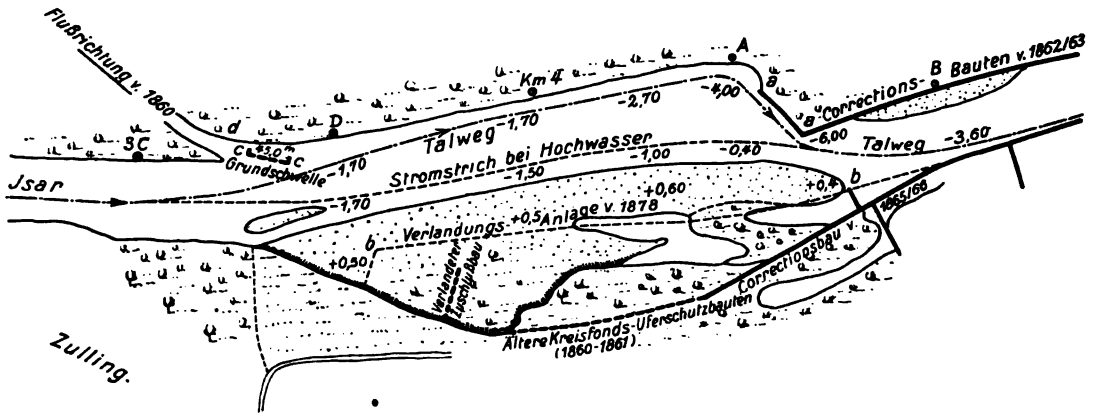 Flußrichtung v. 1860
A
Km 4
D
d
3C
a
a
B
Corrections- Bauten v. 1862/63
c +3,0 m c
Grundschwelle
Talweg
-1,70
-1,70
-2,70
-4,00
-6,00
Talweg
-3,60
Jsar
Stromstrich bei Hochwasser
-1,70
-1,50
-1,00
-0,40
+0,4
b
+0,60
Verlandungs- Anlage v. 1878
+0,5
b
+0,50
Verlandeter
Zuschußbau
Correctionsbau v. 1865/66
Ältere Kreisfonds-Uferschutzbauten
(1860-1861)
Zulling.